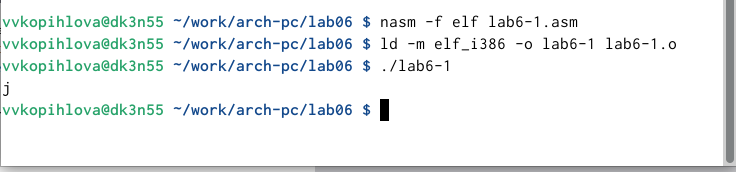 vvkopihlova@dk3n55 ~/work/arch-pc/lab06 $ nasm -f elf lab6-1.asm
vvkopihlova@dk3n55 ~/work/arch-pc/lab06 $ ld -m elf_i386 -o lab6-1 lab6-1.o
vvkopihlova@dk3n55 ~/work/arch-pc/lab06 $ ./lab6-1
j
vvkopihlova@dk3n55 ~/work/arch-pc/lab06 $